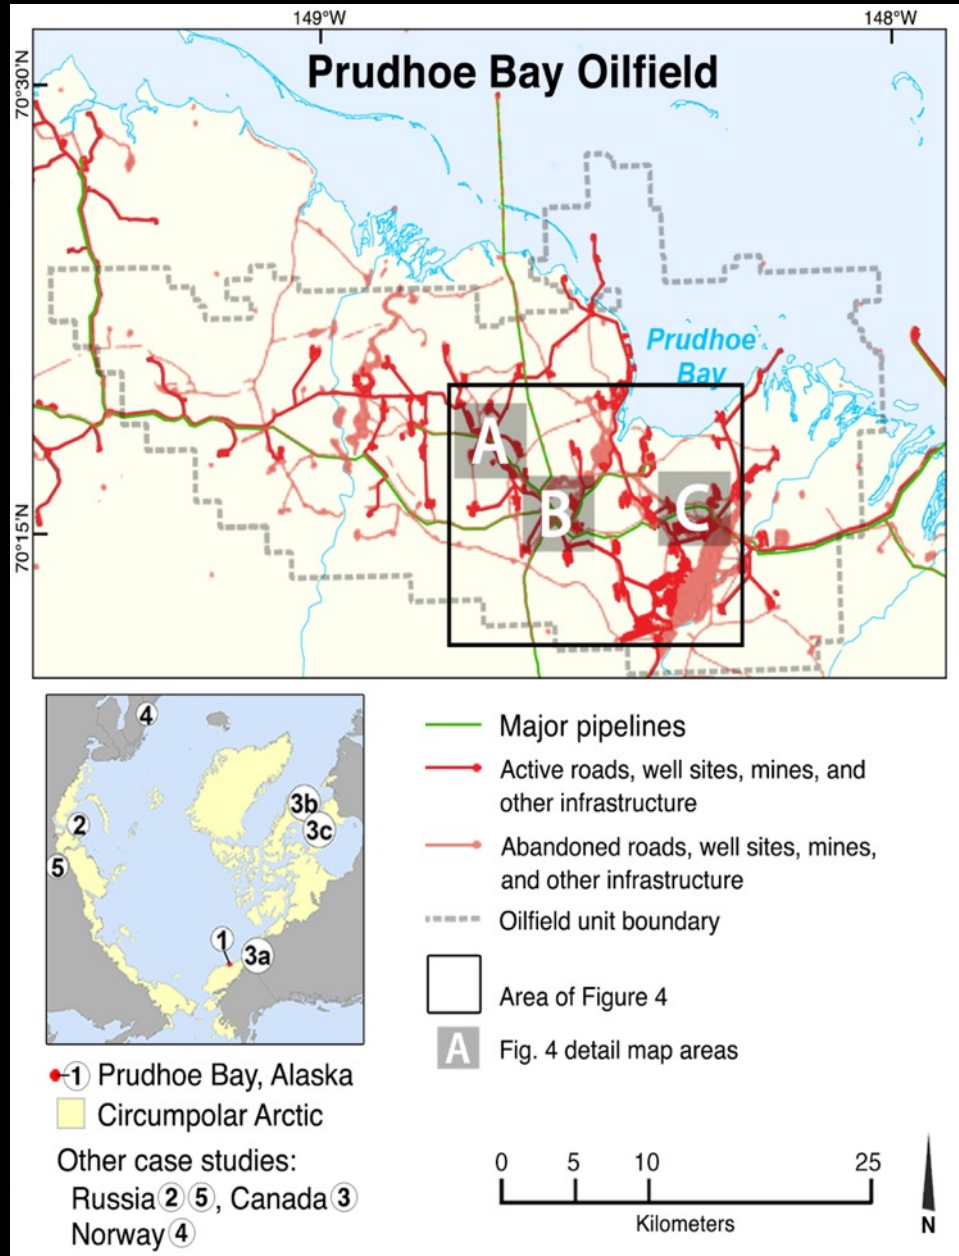 149°W
148°W
70°30'N
Prudhoe Bay Oilfield
Prudhoe
Bay
A
B
C
70°15'N
4
2
5
3b
3c
1
3a
1 Prudhoe Bay, Alaska
Circumpolar Arctic
Other case studies:
Russia 2 5, Canada 3
Norway 4
Major pipelines
Active roads, well sites, mines, and
other infrastructure
Abandoned roads, well sites, mines,
and other infrastructure
Oilfield unit boundary
Area of Figure 4
A Fig. 4 detail map areas
0 5 10 25
Kilometers
N